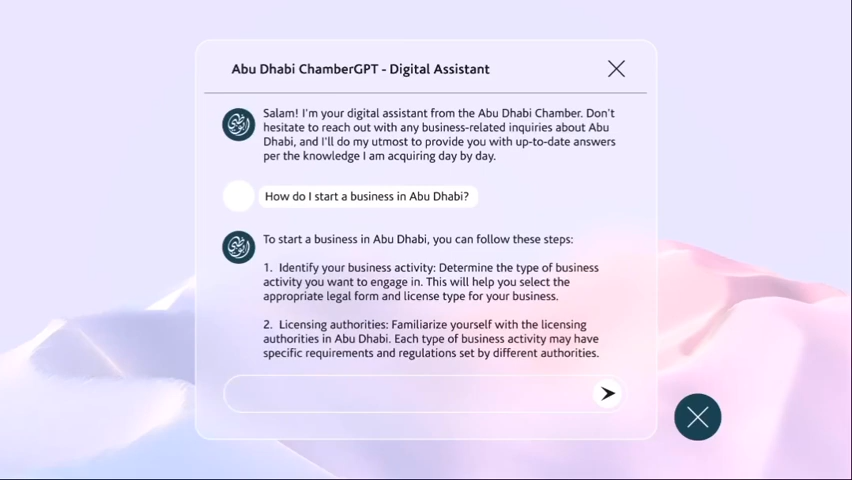 Abu Dhabi ChamberGPT - Digital Assistant
Salam! I'm your digital assistant from the Abu Dhabi Chamber. Don't
hesitate to reach out with any business-related inquiries about Abu
Dhabi, and I'll do my utmost to provide you with up-to-date answers
per the knowledge I am acquiring day by day.
How do I start a business in Abu Dhabi?
To start a business in Abu Dhabi, you can follow these steps:
1. Identify your business activity: Determine the type of business
activity you want to engage in. This will help you select the
appropriate legal form and license type for your business.
2. Licensing authorities: Familiarize yourself with the licensing
authorities in Abu Dhabi. Each type of business activity may have
specific requirements and regulations set by different authorities.